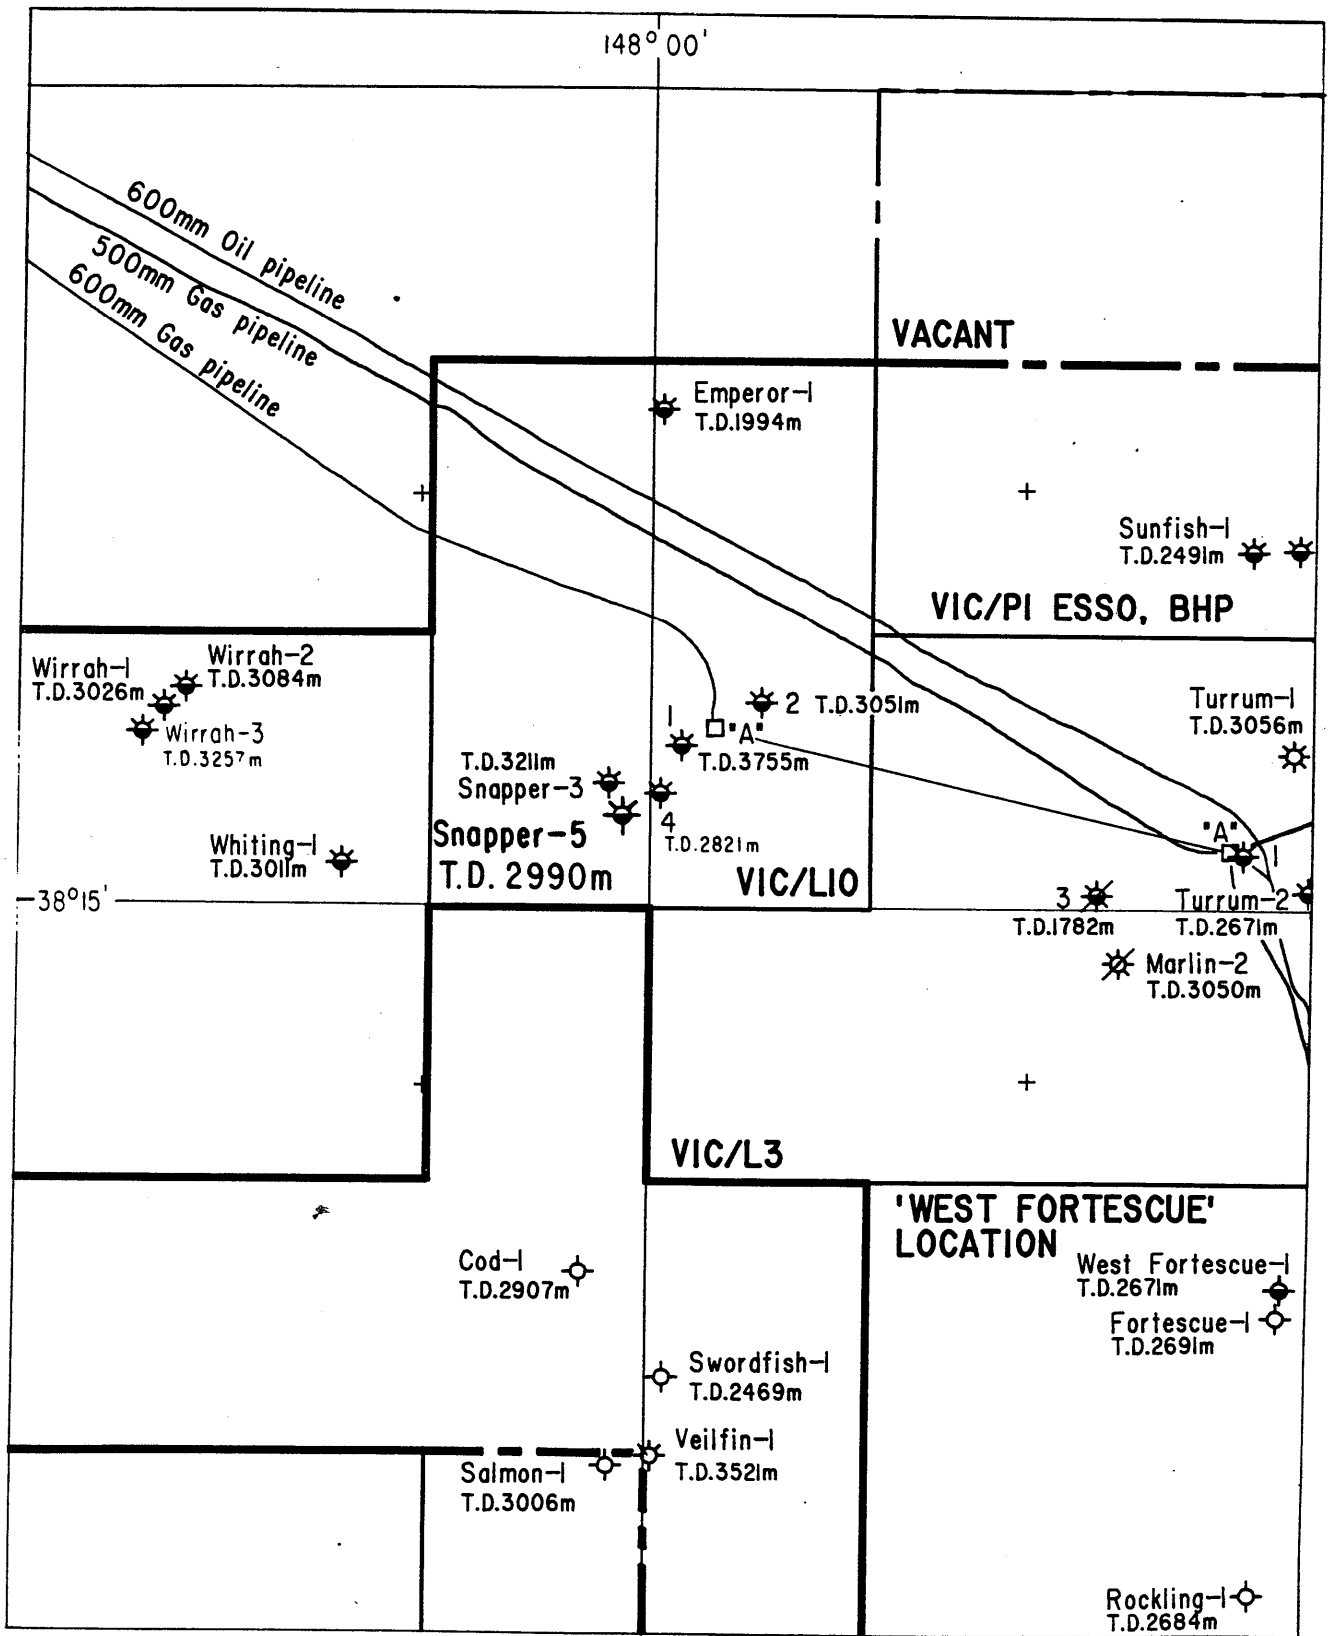 148° 00'
600mm Oil pipeline
500mm Gas pipeline
600mm Gas pipeline
VACANT
Emperor-1
T.D.1994m
Sunfish-1
T.D.2491m
VIC/P1 ESSO, BHP
Wirrah-1
T.D.3026m
Wirrah-2
T.D.3084m
Wirrah-3
T.D.3257m
Turrum-1
T.D.3056m
2 T.D.3051m
1
"A"
T.D.3755m
T.D.3211m
Snapper-3
Snapper-5
T.D. 2990m
4
T.D.2821m
Whiting-1
T.D.3011m
VIC/L10
"A"
1
38°15'
3
T.D.1782m
Turrum-2
T.D.2671m
Marlin-2
T.D.3050m
VIC/L3
'WEST FORTESCUE'
LOCATION
Cod-1
T.D.2907m
West Fortescue-1
T.D.2671m
Fortescue-1
T.D.2691m
Swordfish-1
T.D.2469m
Veilfin-1
T.D.3521m
Salmon-1
T.D.3006m
Rockling-1
T.D.2684m